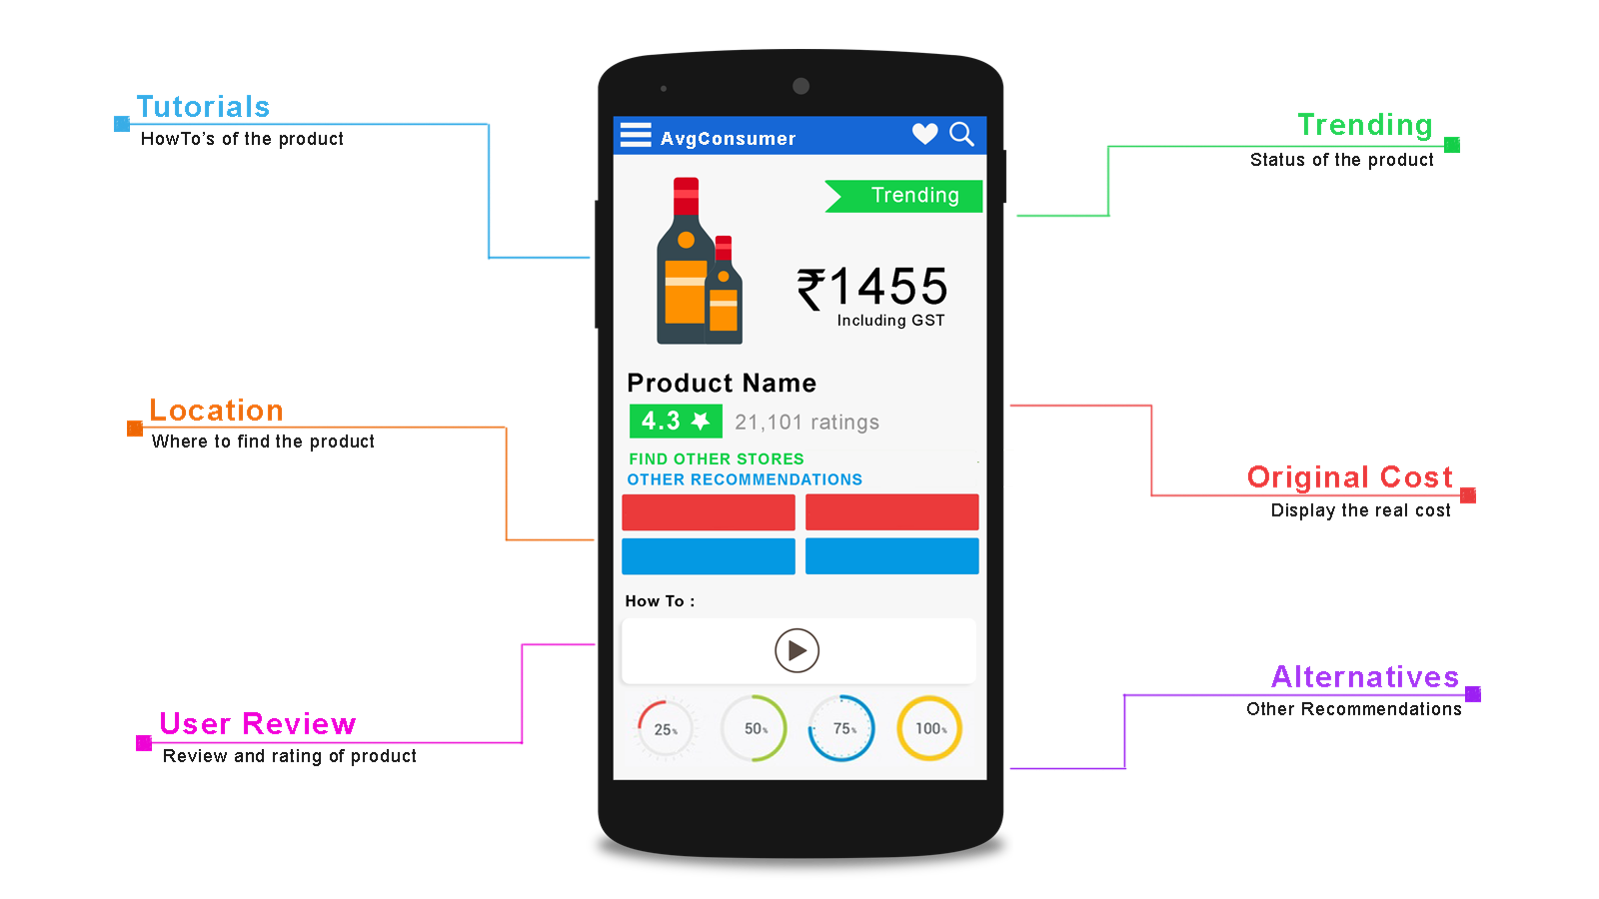 Tutorials
HowTo's of the product
Location
Where to find the product
User Review
Review and rating of product
AvgConsumer
Trending
₹1455
Including GST
Product Name
4.3 ★ 21,101 ratings
FIND OTHER STORES
OTHER RECOMMENDATIONS
How To :
25% 50% 75% 100%
Trending
Status of the product
Original Cost
Display the real cost
Alternatives
Other Recommendations